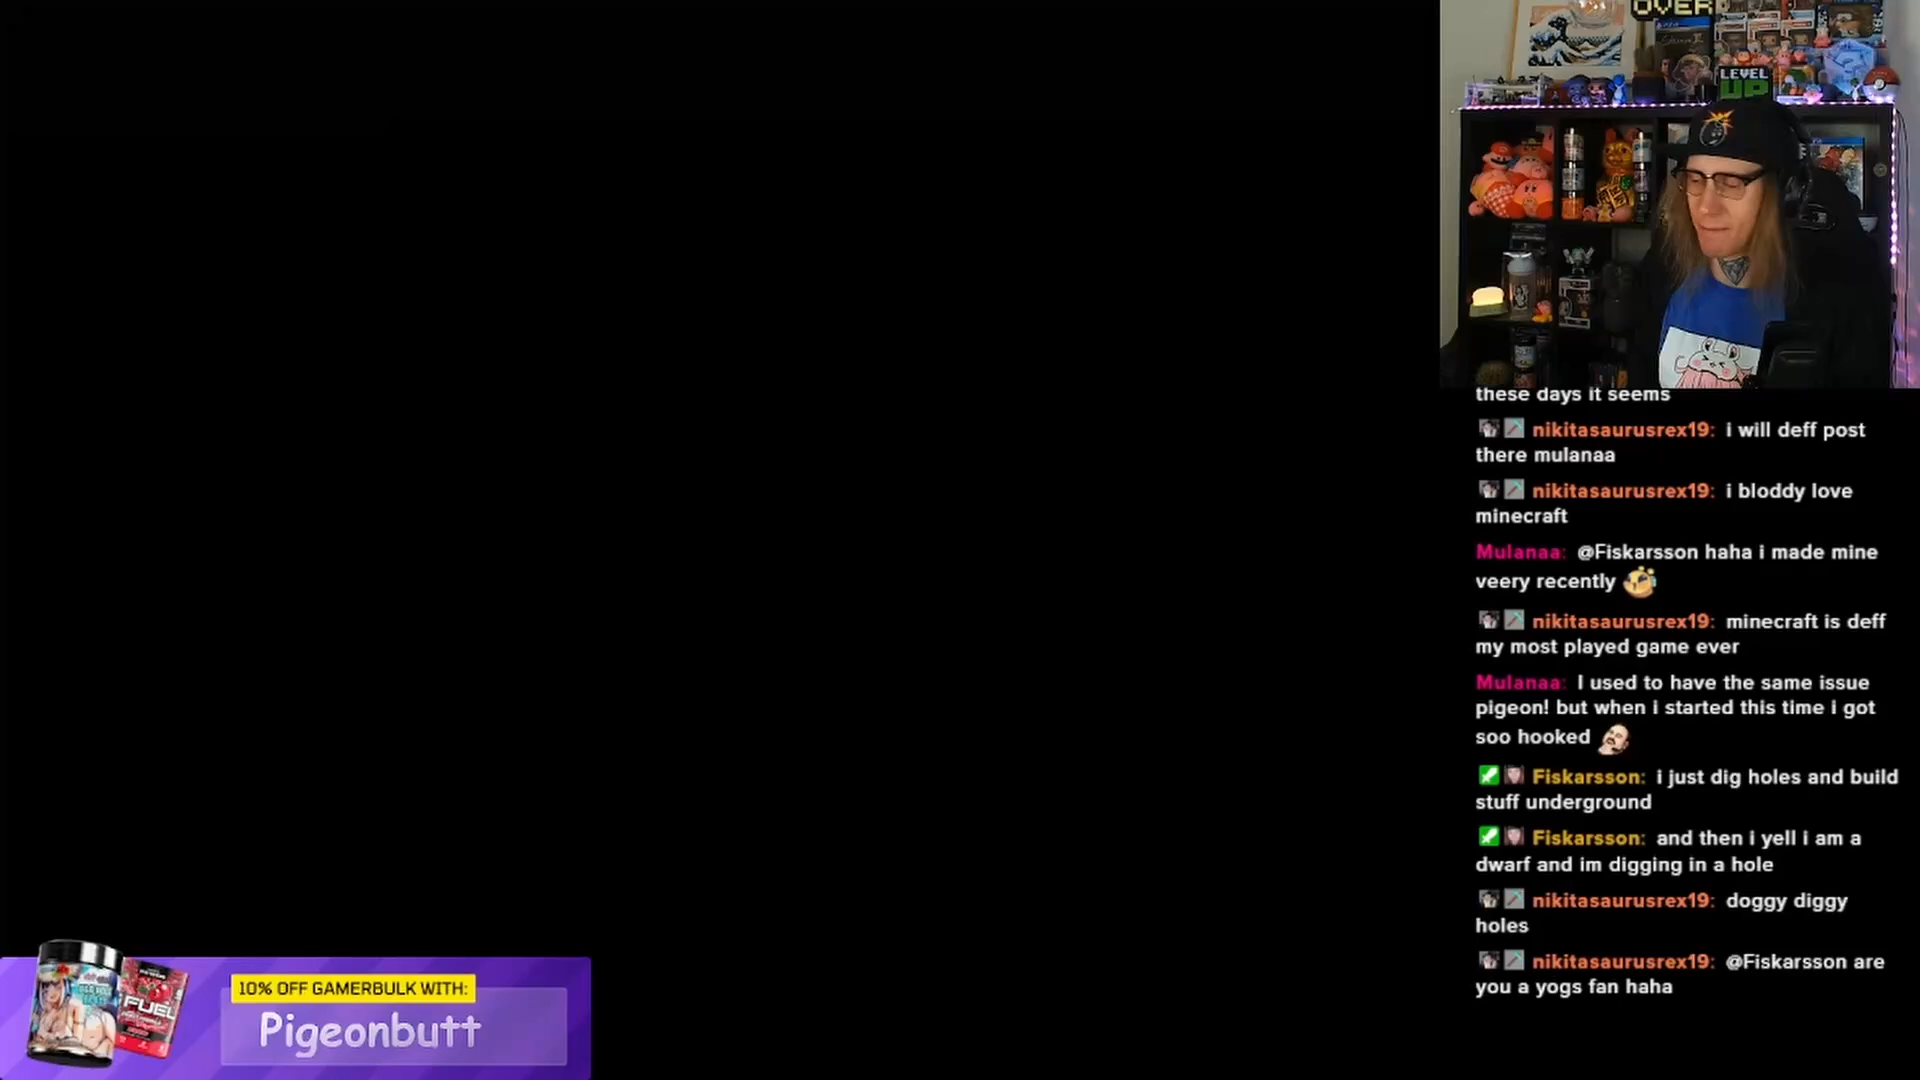 OVER
LEVEL
UP
these days it seems
nikitasaurusrex19: i will deff post
there mulanaa
nikitasaurusrex19: i bloddy love
minecraft
Mulanaa: @Fiskarsson haha i made mine
veery recently
nikitasaurusrex19: minecraft is deff
my most played game ever
Mulanaa: I used to have the same issue
pigeon! but when i started this time i got
soo hooked
Fiskarsson: i just dig holes and build
stuff underground
Fiskarsson: and then i yell i am a
dwarf and im digging in a hole
nikitasaurusrex19: doggy diggy
holes
nikitasaurusrex19: @Fiskarsson are
you a yogs fan haha
FUEL
10% OFF GAMERBULK WITH:
Pigeonbutt